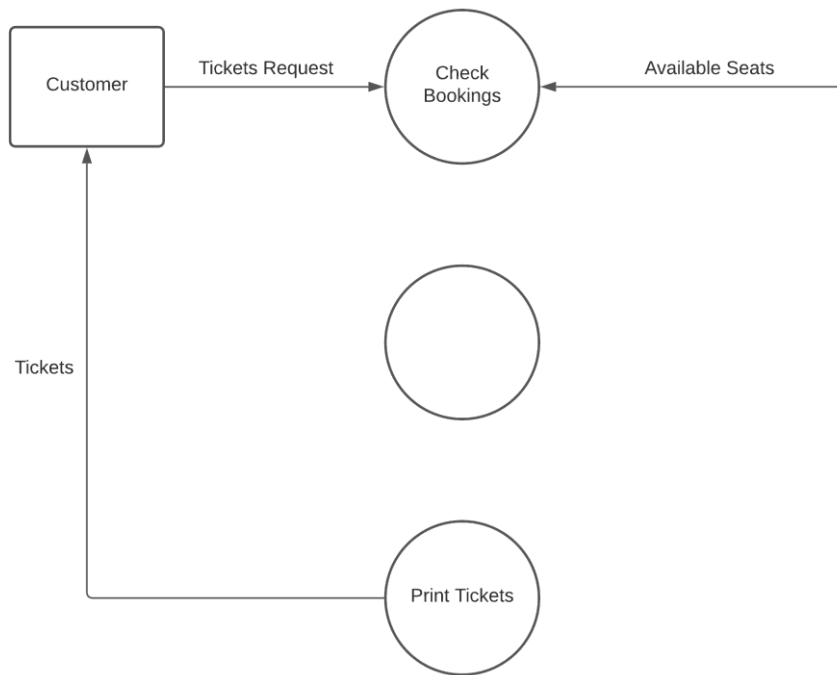 Customer
Tickets Request
Check
Bookings
Available Seats
Tickets
Print Tickets